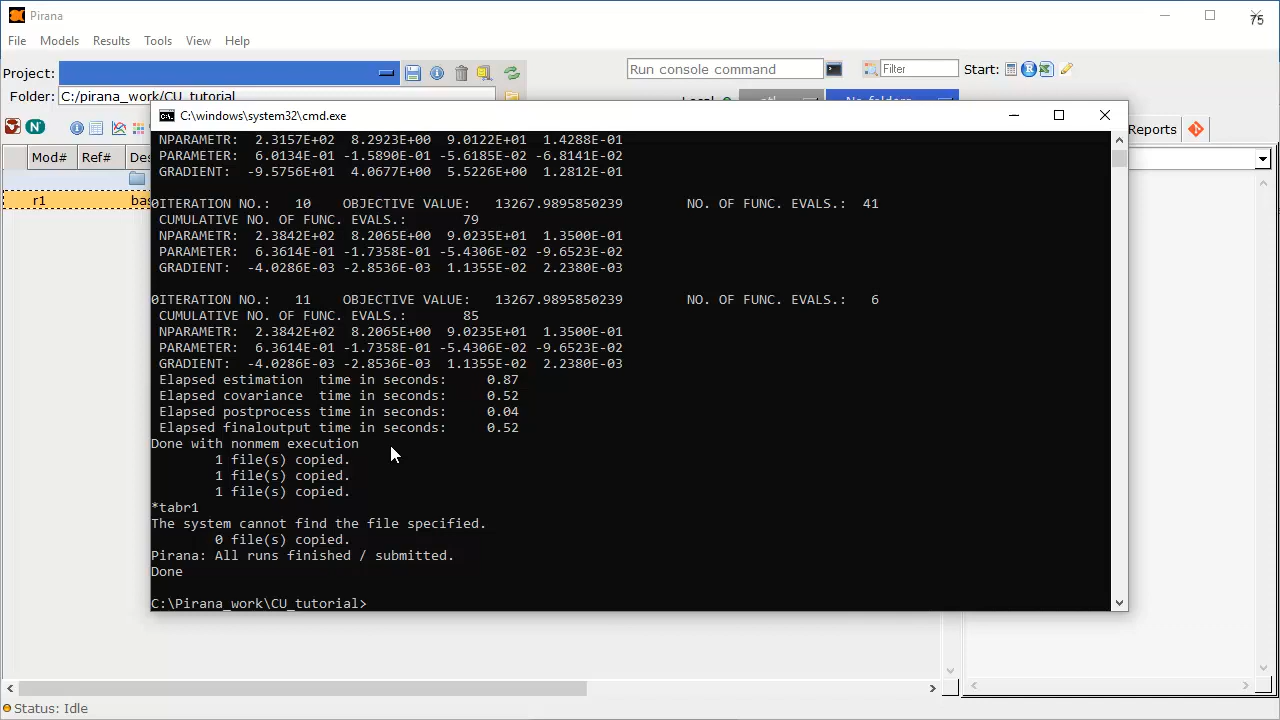 Pirana
75
File Models Results Tools View Help
Project:
Run console command
Filter
Start:
Folder: C:/pirana_work/CU_tutorial
C:\windows\system32\cmd.exe
Reports
Mod# Ref# Des
r1 bas
NPARAMETR:  2.3157E+02  8.2923E+00  9.0122E+01  1.4288E-01
PARAMETER:  6.0134E-01 -1.5890E-01 -5.6185E-02 -6.8141E-02
GRADIENT:  -9.5756E+01  4.0677E+00  5.5226E+00  1.2812E-01
0ITERATION NO.:   10    OBJECTIVE VALUE:   13267.9895850239        NO. OF FUNC. EVALS.:  41
CUMULATIVE NO. OF FUNC. EVALS.:       79
NPARAMETR:  2.3842E+02  8.2065E+00  9.0235E+01  1.3500E-01
PARAMETER:  6.3614E-01 -1.7358E-01 -5.4306E-02 -9.6523E-02
GRADIENT:  -4.0286E-03 -2.8536E-03  1.1355E-02  2.2380E-03
0ITERATION NO.:   11    OBJECTIVE VALUE:   13267.9895850239        NO. OF FUNC. EVALS.:   6
CUMULATIVE NO. OF FUNC. EVALS.:       85
NPARAMETR:  2.3842E+02  8.2065E+00  9.0235E+01  1.3500E-01
PARAMETER:  6.3614E-01 -1.7358E-01 -5.4306E-02 -9.6523E-02
GRADIENT:  -4.0286E-03 -2.8536E-03  1.1355E-02  2.2380E-03
Elapsed estimation  time in seconds:     0.87
Elapsed covariance  time in seconds:     0.52
Elapsed postprocess time in seconds:     0.04
Elapsed finaloutput time in seconds:     0.52
Done with nonmem execution
1 file(s) copied.
1 file(s) copied.
1 file(s) copied.
*tabr1
The system cannot find the file specified.
0 file(s) copied.
Pirana: All runs finished / submitted.
Done
C:\Pirana_work\CU_tutorial>
Status: Idle